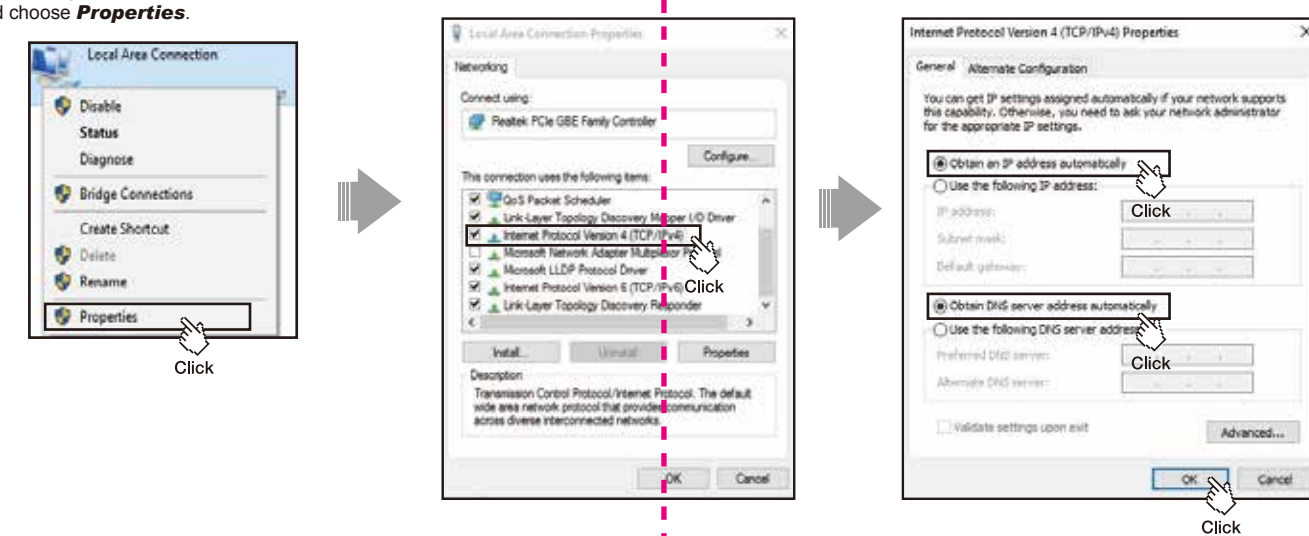 d choose Properties.
Local Area Connection
Disable
Status
Diagnose
Bridge Connections
Create Shortcut
Delete
Rename
Properties
Click
Local Area Connection Properties
Networking
Connect using:
Realtek PCIe GBE Family Controller
Configure...
This connection uses the following items:
QoS Packet Scheduler
Link-Layer Topology Discovery Mapper I/O Driver
Internet Protocol Version 4 (TCP/IPv4)
Microsoft Network Adapter Multiplexor
Microsoft LLDP Protocol Driver
Internet Protocol Version 6 (TCP/IPv6)
Click
Link-Layer Topology Discovery Responder
Install...
Uninstall
Properties
Description
Transmission Control Protocol/Internet Protocol. The default
wide area network protocol that provides communication
across diverse interconnected networks.
OK
Cancel
Internet Protocol Version 4 (TCP/IPv4) Properties
General
Alternate Configuration
You can get IP settings assigned automatically if your network supports
this capability. Otherwise, you need to ask your network administrator
for the appropriate IP settings.
Obtain an IP address automatically
Use the following IP address:
IP address:
Click
Subnet mask:
Default gateway:
Obtain DNS server address automatically
Use the following DNS server address
Preferred DNS server:
Click
Alternate DNS server:
Validate settings upon exit
Advanced...
OK
Cancel
Click